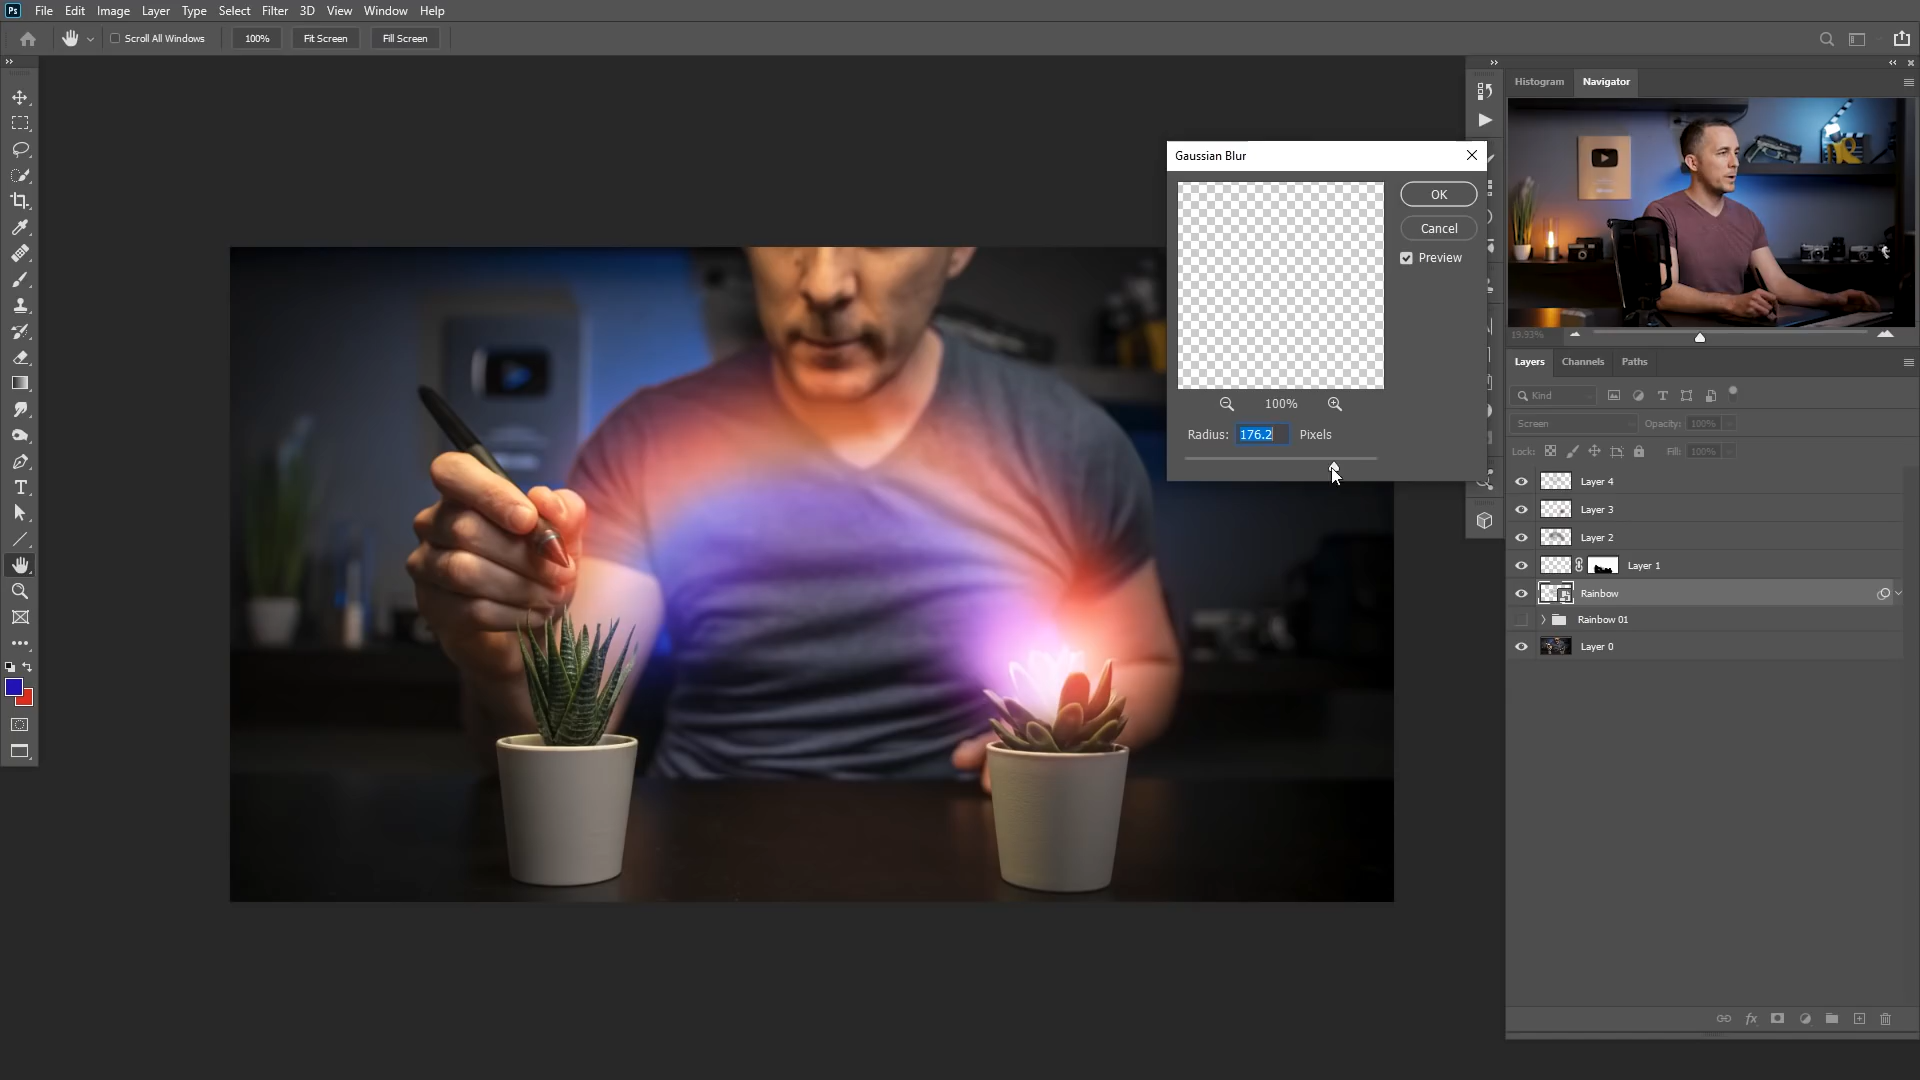 Ps File Edit Image Layer Type Select Filter 3D View Window Help
Scroll All Windows 100% Fit Screen Fill Screen
Histogram Navigator
19.93%
Gaussian Blur
OK
Cancel
Preview
100%
Radius: 176.2 Pixels
Layers Channels Paths
Kind
Screen Opacity: 100%
Lock: Fill: 100%
Layer 4
Layer 3
Layer 2
Layer 1
Rainbow
Rainbow 01
Layer 0